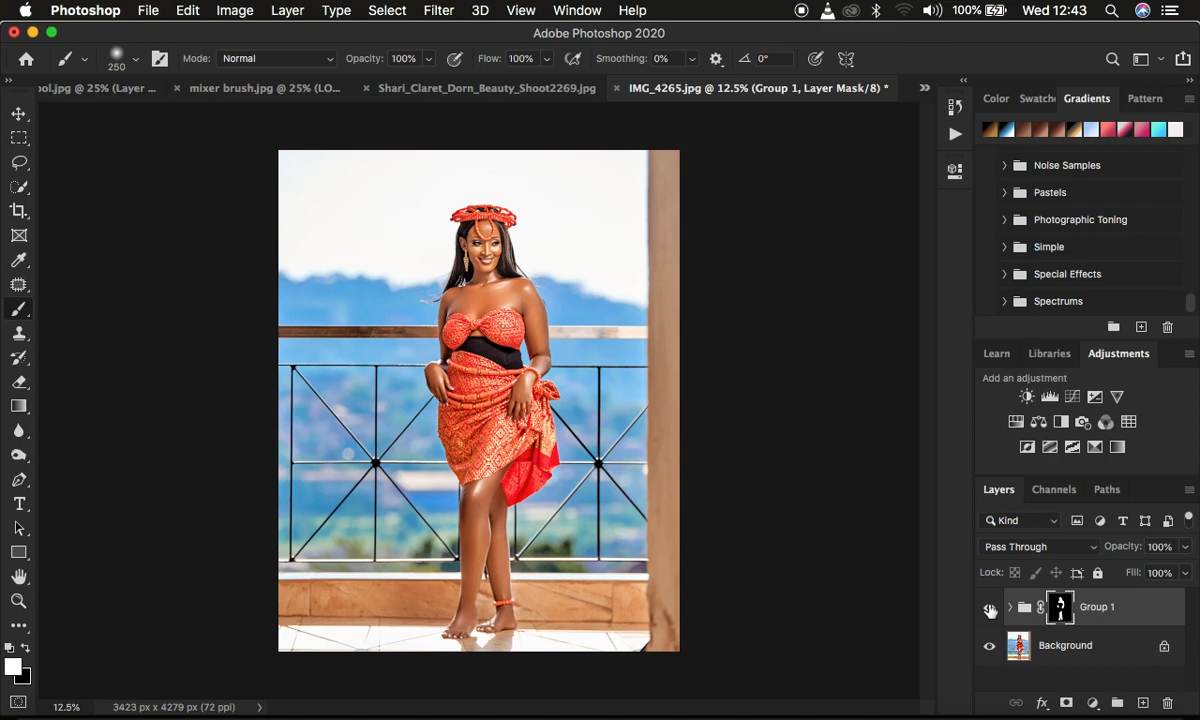 Photoshop File Edit Image Layer Type Select Filter 3D View Window Help 100% Wed 12:43
Adobe Photoshop 2020
250 Mode: Normal Opacity: 100% Flow: 100% Smoothing: 0% 0°
ool.jpg @ 25% (Layer ... × mixer brush.jpg @ 25% (LO... × Shari_Claret_Dorn_Beauty_Shoot2269.jpg × IMG_4265.jpg @ 12.5% (Group 1, Layer Mask/8) *
Color Swatche Gradients Pattern
Noise Samples
Pastels
Photographic Toning
Simple
Special Effects
Spectrums
Learn Libraries Adjustments
Add an adjustment
Layers Channels Paths
Kind
Pass Through Opacity: 100%
Lock: Fill: 100%
Group 1
Background
12.5% 3423 px x 4279 px (72 ppi)
fx